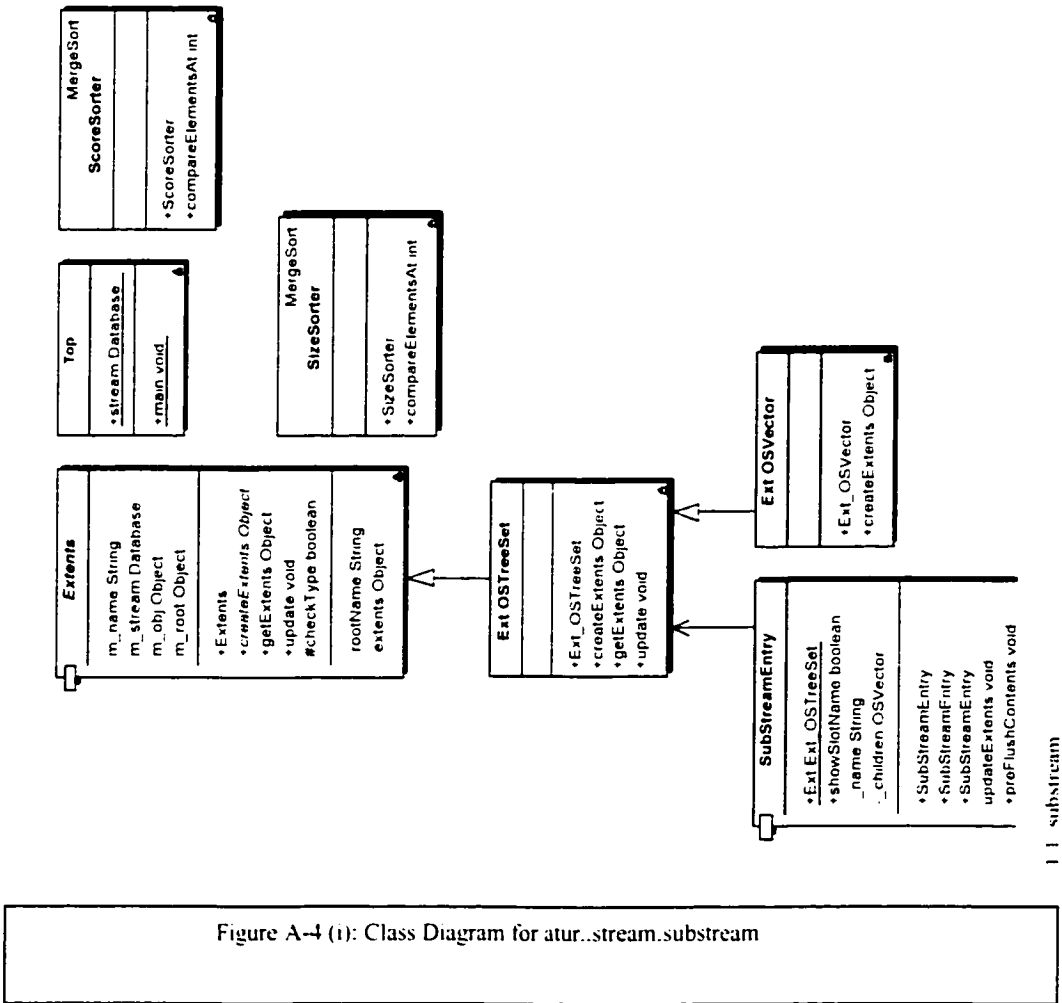 Extents
m_name String
m_stream Database
m_obj Object
m_root Object
+Extents
+createExtents Object
+getExtents Object
+update void
#checkType boolean
rootName String
extents Object
Top
+stream Database
+main void
MergeSort
ScoreSorter
+ScoreSorter
+compareElementsAt int
MergeSort
SizeSorter
+SizeSorter
+compareElementsAt int
Ext OSTreeSet
+Ext_OSTreeSet
+createExtents Object
+getExtents Object
+update void
SubStreamEntry
+Ext Ext_OSTreeSet
+showSlotName boolean
_name String
-_children OSVector
+SubStreamEntry
+SubStreamEntry
+SubStreamEntry
updateExtents void
+preFlushContents void
Ext OSVector
+Ext_OSVector
+createExtents Object
1.1 substream
Figure A-4 (i): Class Diagram for atur..stream.substream